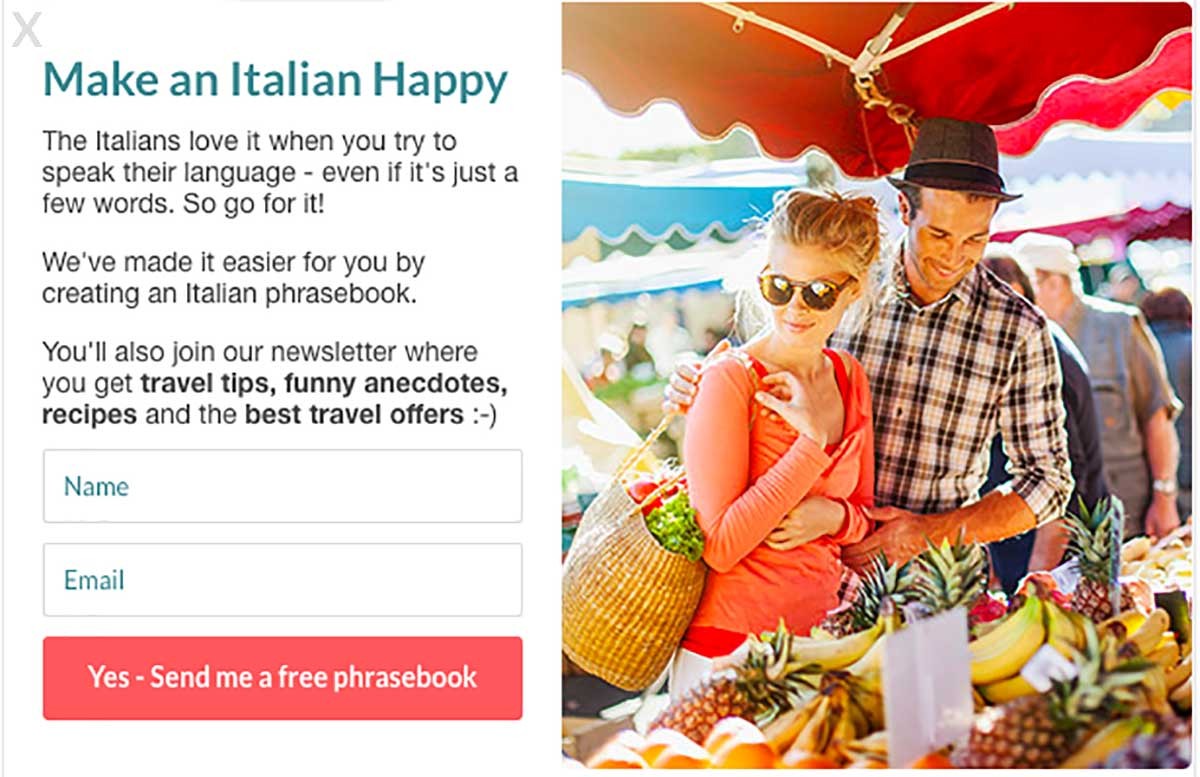 X
Make an Italian Happy
The Italians love it when you try to
speak their language - even if it's just a
few words. So go for it!
We've made it easier for you by
creating an Italian phrasebook.
You'll also join our newsletter where
you get travel tips, funny anecdotes,
recipes and the best travel offers :-)
Name
Email
Yes - Send me a free phrasebook